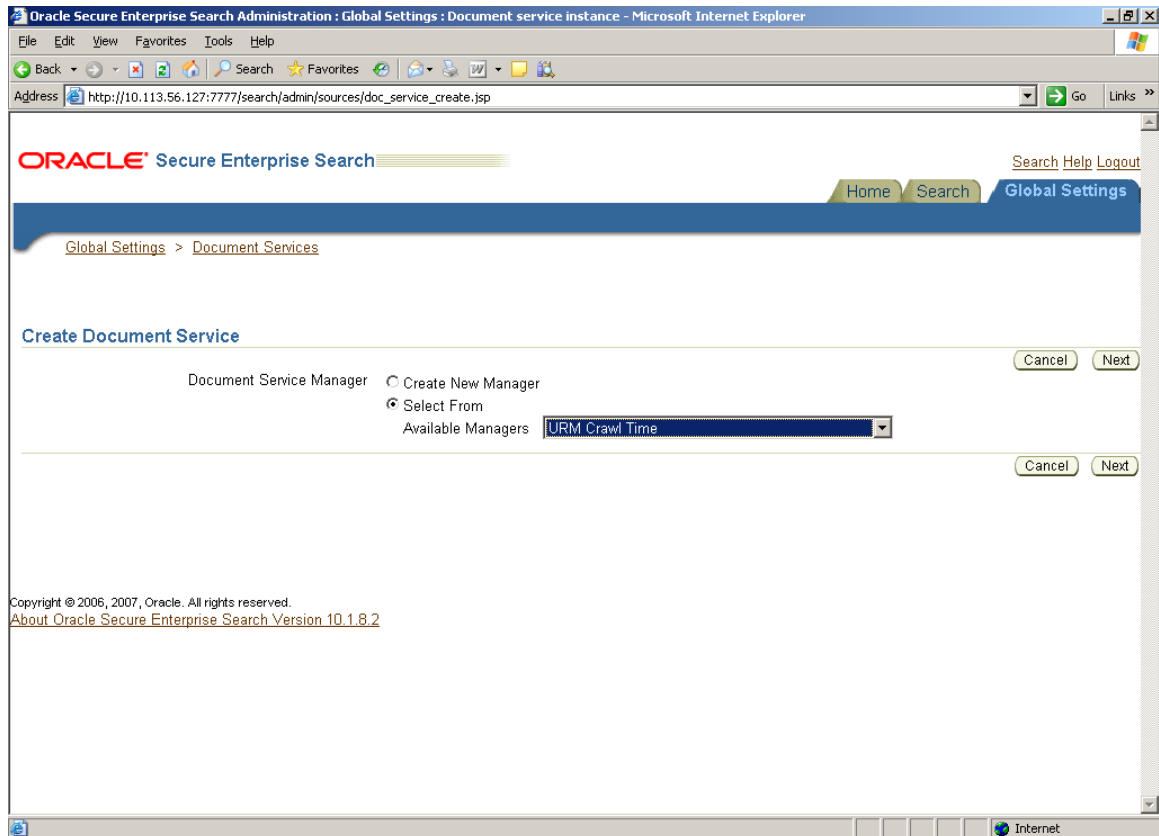 Oracle Secure Enterprise Search Administration : Global Settings : Document service instance - Microsoft Internet Explorer
File Edit View Favorites Tools Help
Back Search Favorites
Address http://10.113.56.127:7777/search/admin/sources/doc_service_create.jsp Go Links »
ORACLE Secure Enterprise Search
Search Help Logout
Home Search Global Settings
Global Settings > Document Services
Create Document Service
Cancel Next
Document Service Manager Create New Manager
Select From
Available Managers URM Crawl Time
Cancel Next
Copyright © 2006, 2007, Oracle. All rights reserved.
About Oracle Secure Enterprise Search Version 10.1.8.2
Internet